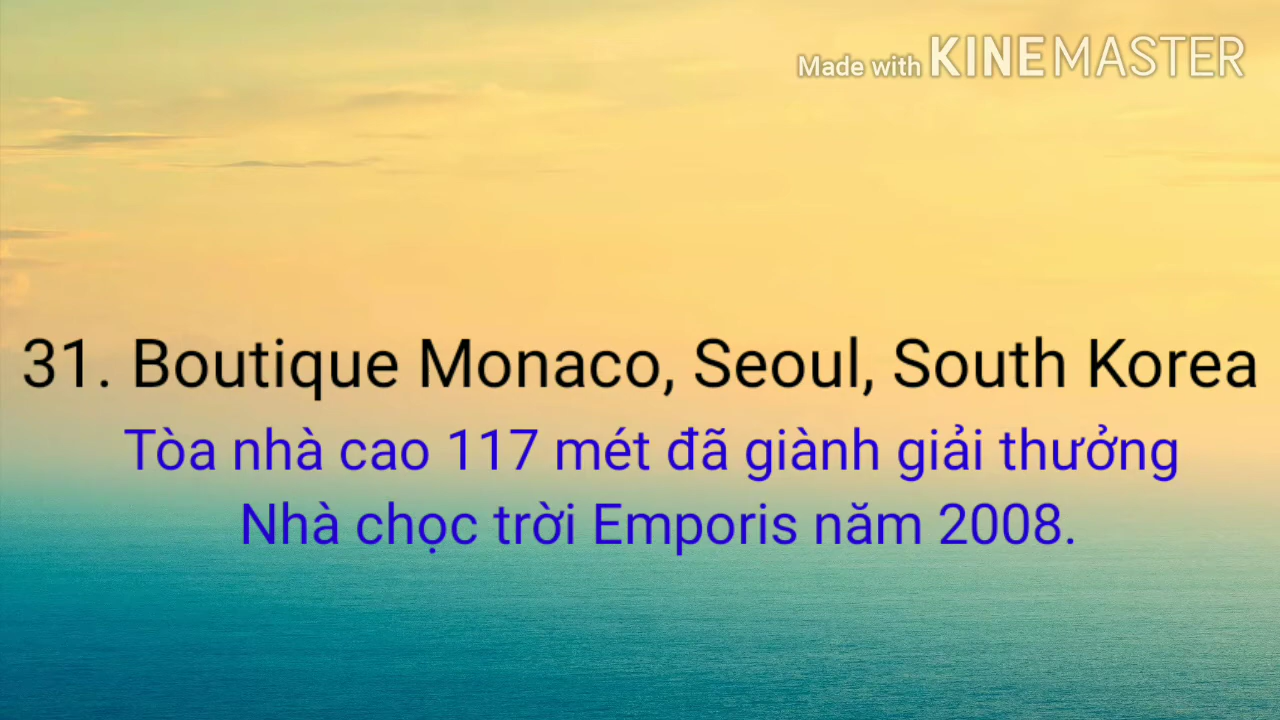 Made with KINEMASTER
31. Boutique Monaco, Seoul, South Korea
Tòa nhà cao 117 mét đã giành giải thưởng
Nhà chọc trời Emporis năm 2008.